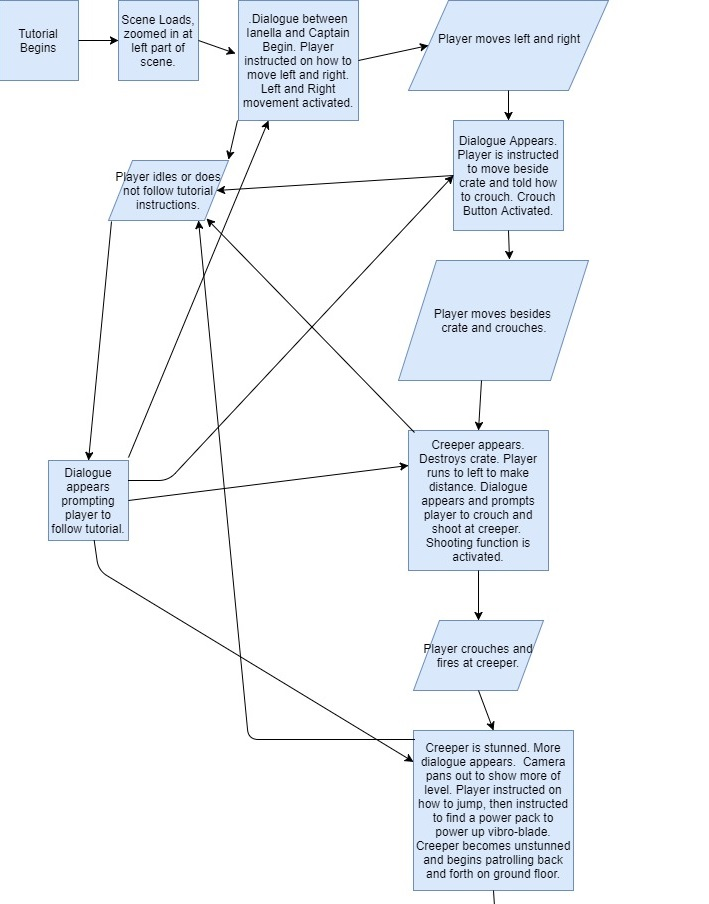 Tutorial
Begins
Scene Loads,
zoomed in at
left part of
scene.
.Dialogue between
Ianella and Captain
Begin. Player
instructed on how to
move left and right.
Left and Right
movement activated.
Player moves left and right
Player idles or does
not follow tutorial
instructions.
Dialogue Appears.
Player is instructed
to move beside
crate and told how
to crouch. Crouch
Button Activated.
Player moves besides
crate and crouches.
Dialogue
appears
prompting
player to
follow tutorial.
Creeper appears.
Destroys crate. Player
runs to left to make
distance. Dialogue
appears and prompts
player to crouch and
shoot at creeper.
Shooting function is
activated.
Player crouches and
fires at creeper.
Creeper is stunned. More
dialogue appears.  Camera
pans out to show more of
level. Player instructed on
how to jump, then instructed
to find a power pack to
power up vibro-blade.
Creeper becomes unstunned
and begins patrolling back
and forth on ground floor.